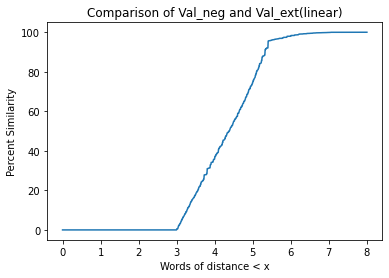 Comparison of Val_neg and Val_ext(linear)
Percent Similarity
100
80
60
40
20
0
0 1 2 3 4 5 6 7 8
Words of distance < x